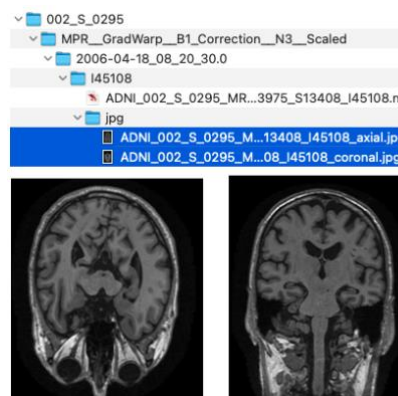 002_S_0295
MPR__GradWarp__B1_Correction__N3__Scaled
2006-04-18_08_20_30.0
I45108
ADNI_002_S_0295_MR...3975_S13408_I45108.n
jpg
ADNI_002_S_0295_M...13408_I45108_axial.jp
ADNI_002_S_0295_M...08_I45108_coronal.jpg